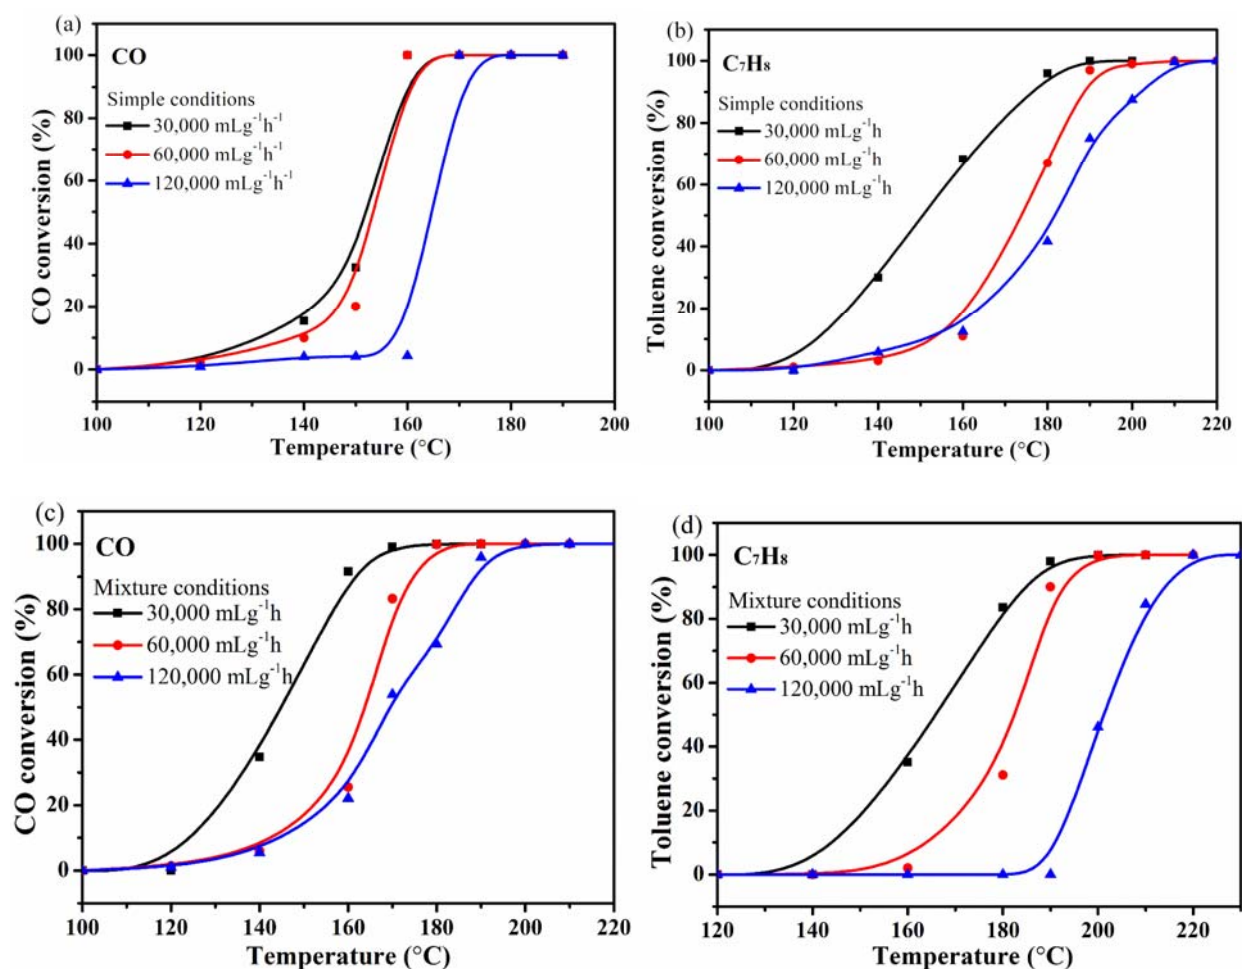 (a)
CO
Simple conditions
30,000 mLg⁻¹h⁻¹
60,000 mLg⁻¹h⁻¹
120,000 mLg⁻¹h⁻¹
CO conversion (%)
100
80
60
40
20
0
100 120 140 160 180 200
Temperature (°C)
(b)
C₇H₈
Simple conditions
30,000 mLg⁻¹h
60,000 mLg⁻¹h
120,000 mLg⁻¹h
Toluene conversion (%)
100
80
60
40
20
0
100 120 140 160 180 200 220
Temperature (°C)
(c)
CO
Mixture conditions
30,000 mLg⁻¹h
60,000 mLg⁻¹h
120,000 mLg⁻¹h
CO conversion (%)
100
80
60
40
20
0
100 120 140 160 180 200 220
Temperature (°C)
(d)
C₇H₈
Mixture conditions
30,000 mLg⁻¹h
60,000 mLg⁻¹h
120,000 mLg⁻¹h
Toluene conversion (%)
100
80
60
40
20
0
120 140 160 180 200 220
Temperature (°C)